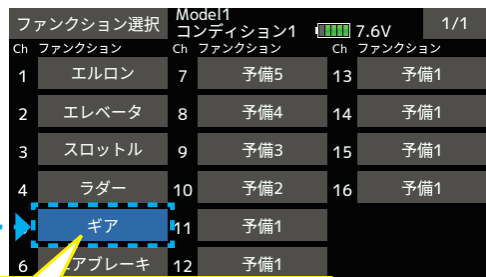 ファンクション選択 Model1 コンディション1 7.6V 1/1
Ch ファンクション Ch ファンクション Ch ファンクション
1 エルロン 7 予備5 13 予備1
2 エレベータ 8 予備4 14 予備1
3 スロットル 9 予備3 15 予備1
4 ラダー 10 予備2 16 予備1
ギア 11 予備1
6 アブレーキ 12 予備1